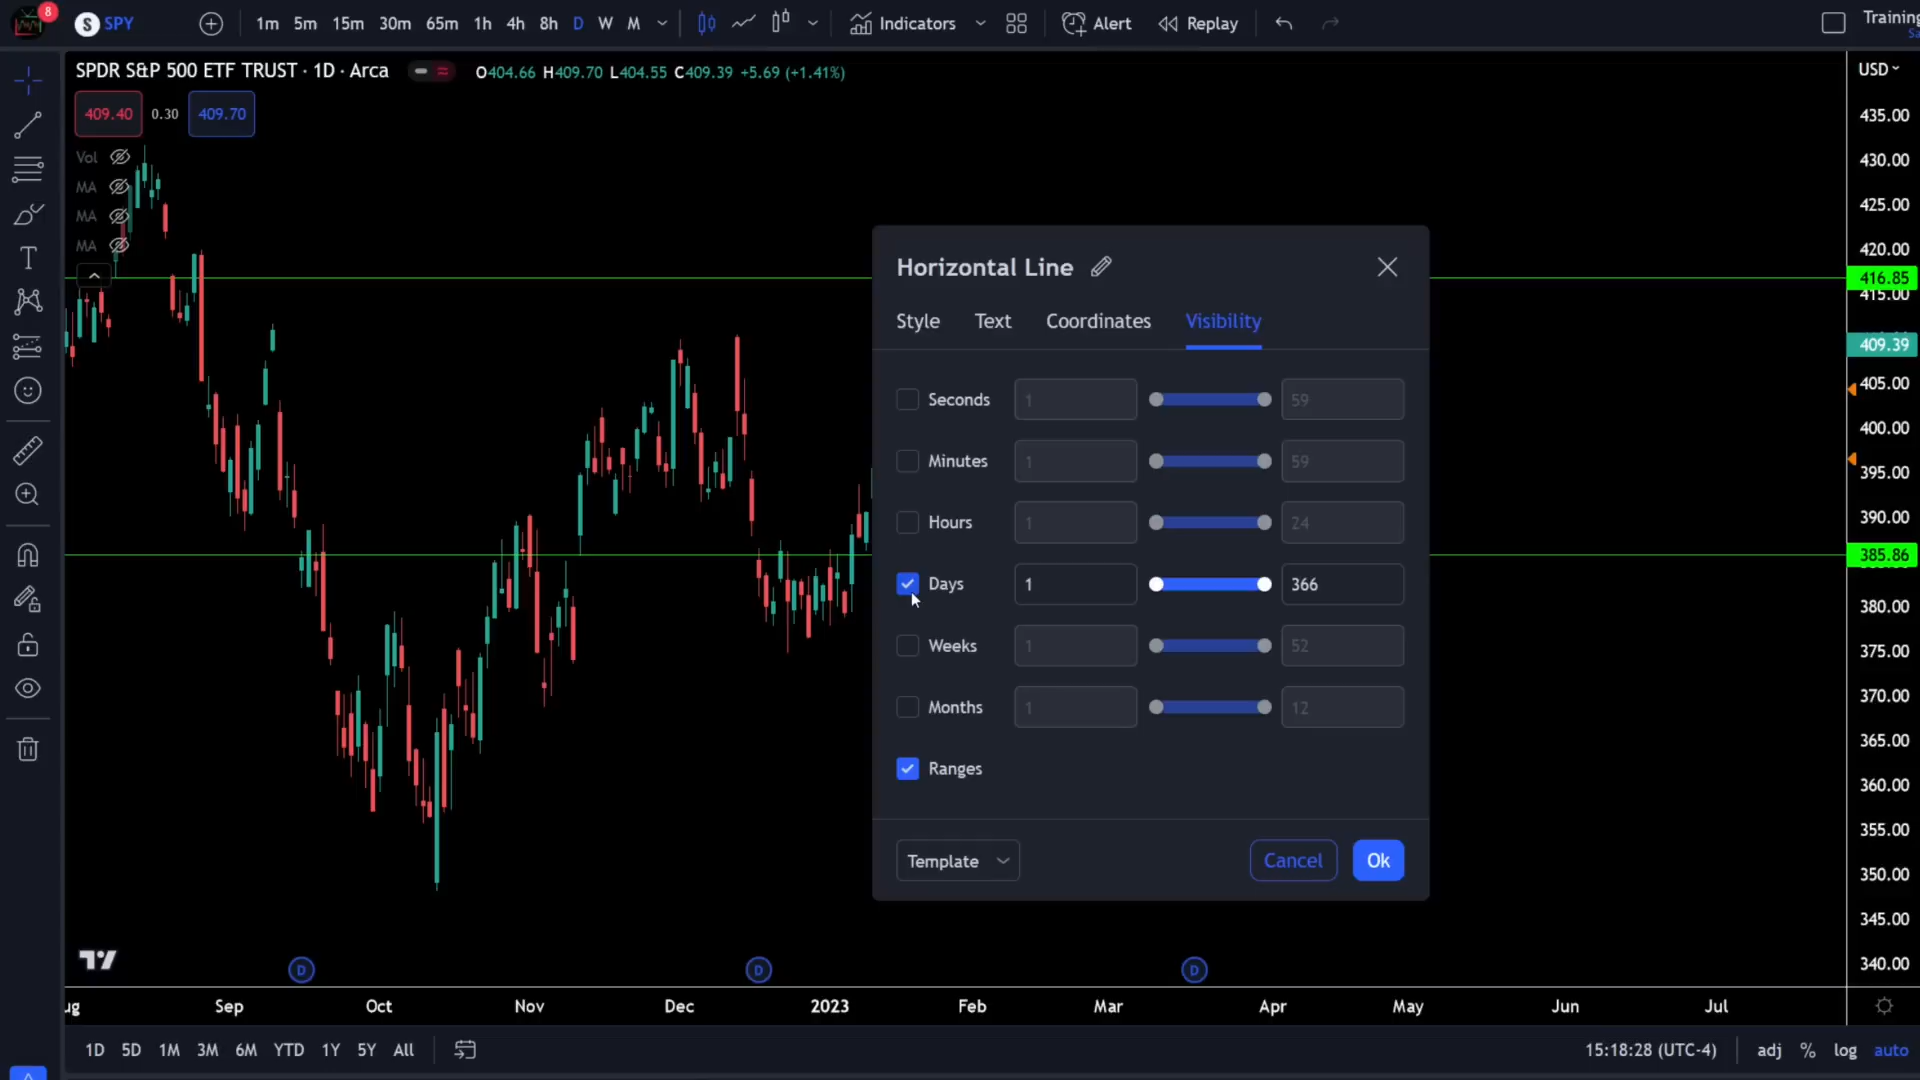 8
S SPY
1m 5m 15m 30m 65m 1h 4h 8h D W M
Indicators
Alert
Replay
Training
Sa
SPDR S&P 500 ETF TRUST · 1D · Arca
O404.66 H409.70 L404.55 C409.39 +5.69 (+1.41%)
409.40 0.30 409.70
Vol
MA
MA
MA
USD
435.00
430.00
425.00
420.00
416.85
415.00
409.39
405.00
400.00
395.00
390.00
385.86
380.00
375.00
370.00
365.00
360.00
355.00
350.00
345.00
340.00
Horizontal Line
Style Text Coordinates Visibility
Seconds 1 59
Minutes 1 59
Hours 1 24
Days 1 366
Weeks 1 52
Months 1 12
Ranges
Template
Cancel
Ok
D D D
ug Sep Oct Nov Dec 2023 Feb Mar Apr May Jun Jul
1D 5D 1M 3M 6M YTD 1Y 5Y All
15:18:28 (UTC-4)
adj % log auto